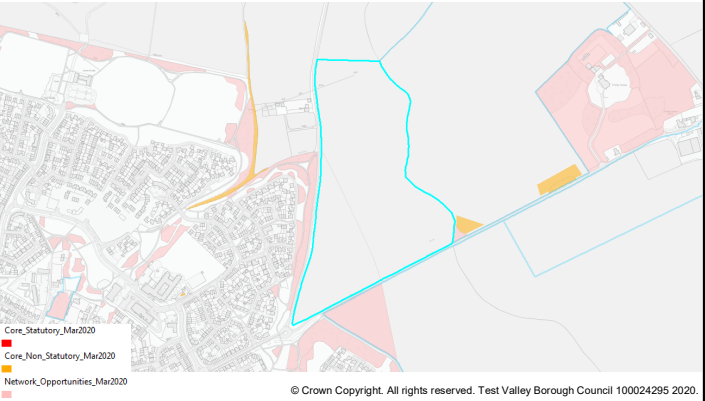 Core_Statutory_Mar2020
Core_Non_Statutory_Mar2020
Network_Opportunities_Mar2020
© Crown Copyright. All rights reserved. Test Valley Borough Council 100024295 2020.